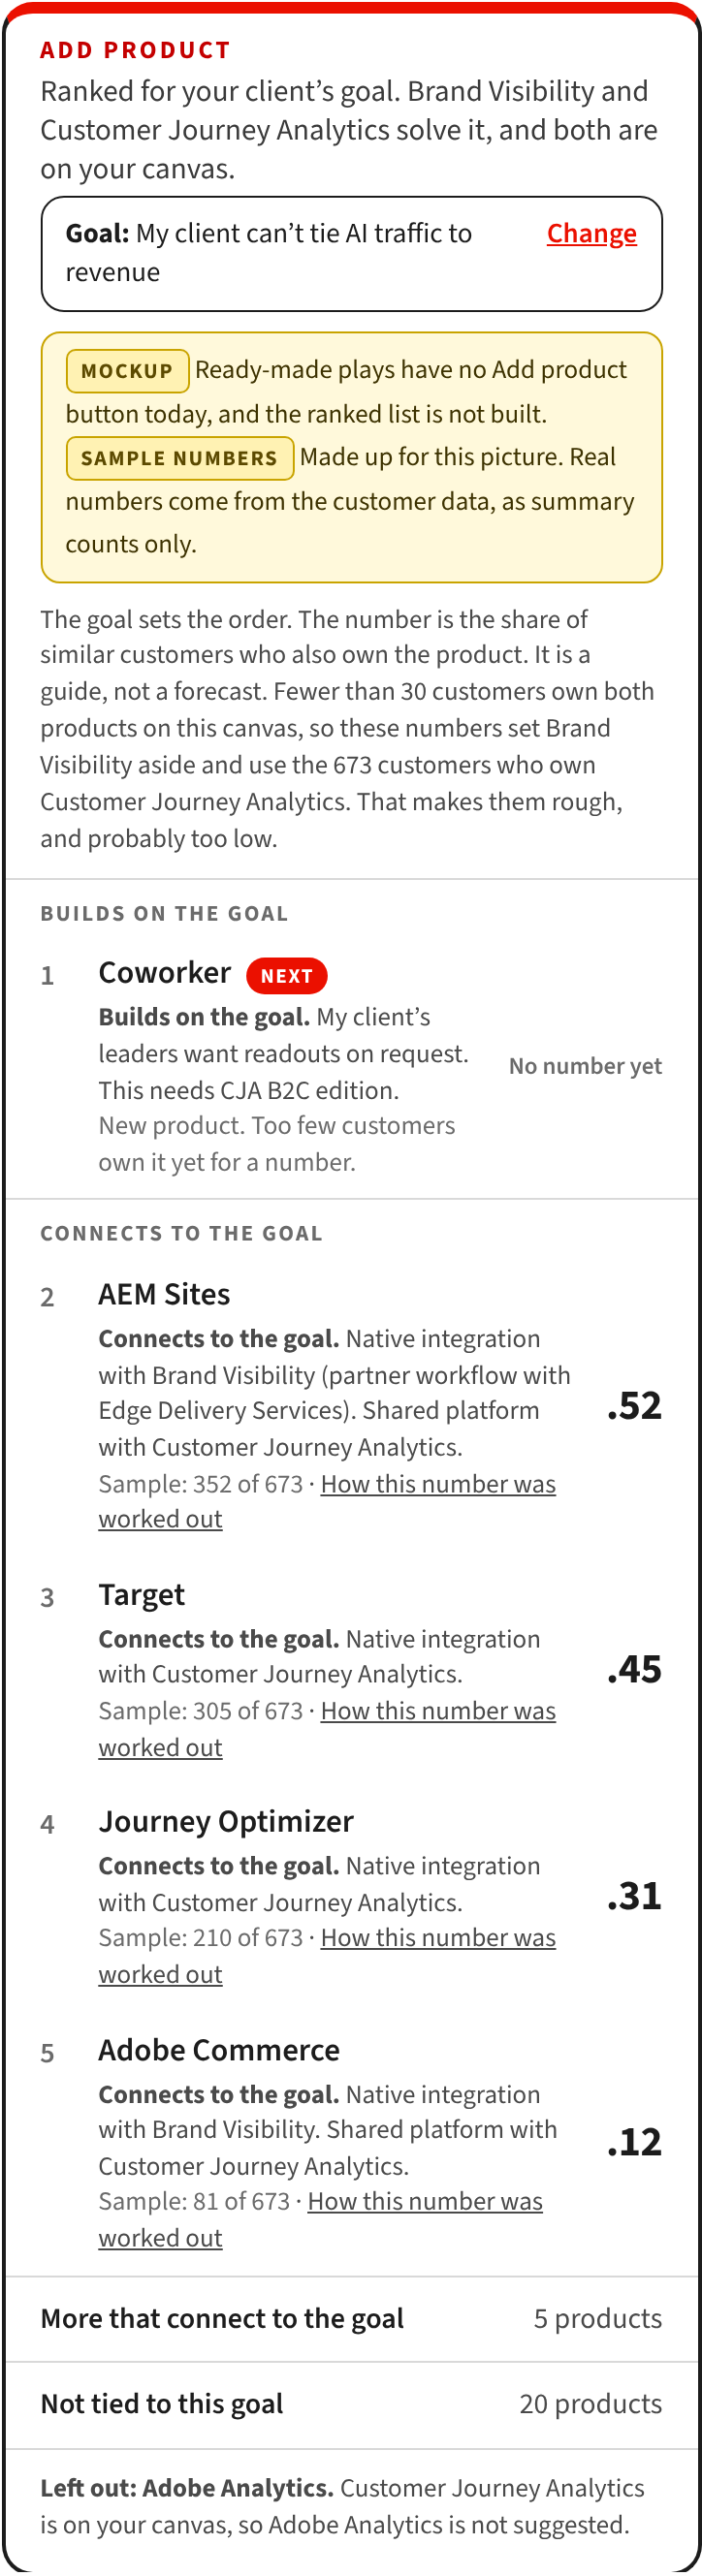 ADD PRODUCT
Ranked for your client’s goal. Brand Visibility and
Customer Journey Analytics solve it, and both are
on your canvas.
Goal: My client can’t tie AI traffic to
revenue
Change
MOCKUP Ready-made plays have no Add product
button today, and the ranked list is not built.
SAMPLE NUMBERS Made up for this picture. Real
numbers come from the customer data, as summary
counts only.
The goal sets the order. The number is the share of
similar customers who also own the product. It is a
guide, not a forecast. Fewer than 30 customers own both
products on this canvas, so these numbers set Brand
Visibility aside and use the 673 customers who own
Customer Journey Analytics. That makes them rough,
and probably too low.
BUILDS ON THE GOAL
1 Coworker NEXT
Builds on the goal. My client’s
leaders want readouts on request.
This needs CJA B2C edition.
New product. Too few customers
own it yet for a number.
No number yet
CONNECTS TO THE GOAL
2 AEM Sites
Connects to the goal. Native integration
with Brand Visibility (partner workflow with
Edge Delivery Services). Shared platform
with Customer Journey Analytics.
Sample: 352 of 673 · How this number was
worked out
.52
3 Target
Connects to the goal. Native integration
with Customer Journey Analytics.
Sample: 305 of 673 · How this number was
worked out
.45
4 Journey Optimizer
Connects to the goal. Native integration
with Customer Journey Analytics.
Sample: 210 of 673 · How this number was
worked out
.31
5 Adobe Commerce
Connects to the goal. Native integration
with Brand Visibility. Shared platform with
Customer Journey Analytics.
Sample: 81 of 673 · How this number was
worked out
.12
More that connect to the goal 5 products
Not tied to this goal 20 products
Left out: Adobe Analytics. Customer Journey Analytics
is on your canvas, so Adobe Analytics is not suggested.